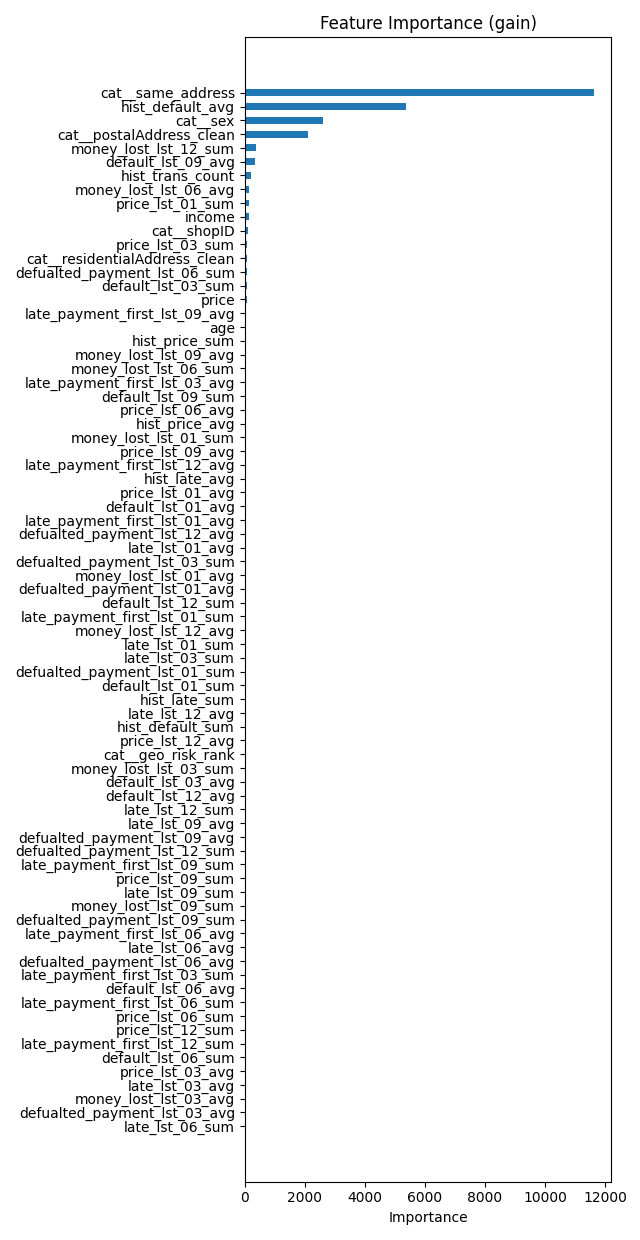 Feature Importance (gain)
cat__same_address
hist_default_avg
cat__sex
cat__postalAddress_clean
money_lost_lst_12_sum
default_lst_09_avg
hist_trans_count
money_lost_lst_06_avg
price_lst_01_sum
income
cat__shopID
price_lst_03_sum
cat__residentialAddress_clean
defualted_payment_lst_06_sum
default_lst_03_sum
price
late_payment_first_lst_09_avg
age
hist_price_sum
money_lost_lst_09_avg
money_lost_lst_06_sum
late_payment_first_lst_03_avg
default_lst_09_sum
price_lst_06_avg
hist_price_avg
money_lost_lst_01_sum
price_lst_09_avg
late_payment_first_lst_12_avg
hist_late_avg
price_lst_01_avg
default_lst_01_avg
late_payment_first_lst_01_avg
defualted_payment_lst_12_avg
late_lst_01_avg
defualted_payment_lst_03_sum
money_lost_lst_01_avg
defualted_payment_lst_01_avg
default_lst_12_sum
late_payment_first_lst_01_sum
money_lost_lst_12_avg
late_lst_01_sum
late_lst_03_sum
defualted_payment_lst_01_sum
default_lst_01_sum
hist_late_sum
late_lst_12_avg
hist_default_sum
price_lst_12_avg
cat__geo_risk_rank
money_lost_lst_03_sum
default_lst_03_avg
default_lst_12_avg
late_lst_12_sum
late_lst_09_avg
defualted_payment_lst_09_avg
defualted_payment_lst_12_sum
late_payment_first_lst_09_sum
price_lst_09_sum
late_lst_09_sum
money_lost_lst_09_sum
defualted_payment_lst_09_sum
late_payment_first_lst_06_avg
late_lst_06_avg
defualted_payment_lst_06_avg
late_payment_first_lst_03_sum
default_lst_06_avg
late_payment_first_lst_06_sum
price_lst_06_sum
price_lst_12_sum
late_payment_first_lst_12_sum
default_lst_06_sum
price_lst_03_avg
late_lst_03_avg
money_lost_lst_03_avg
defualted_payment_lst_03_avg
late_lst_06_sum
0 2000 4000 6000 8000 10000 12000
Importance